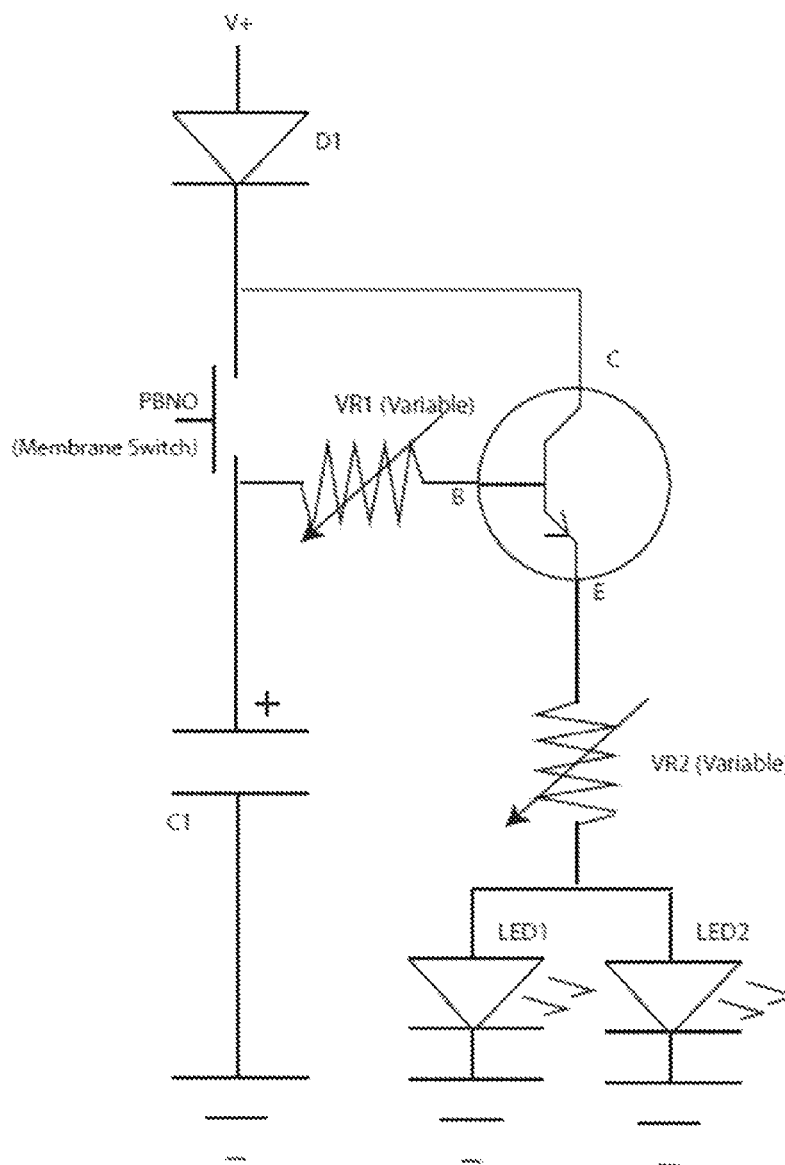 V+
D1
C
PBNO
VR1 (Variable)
(Membrane Switch)
B
E
+
VR2 (Variable)
C1
LED1
LED2